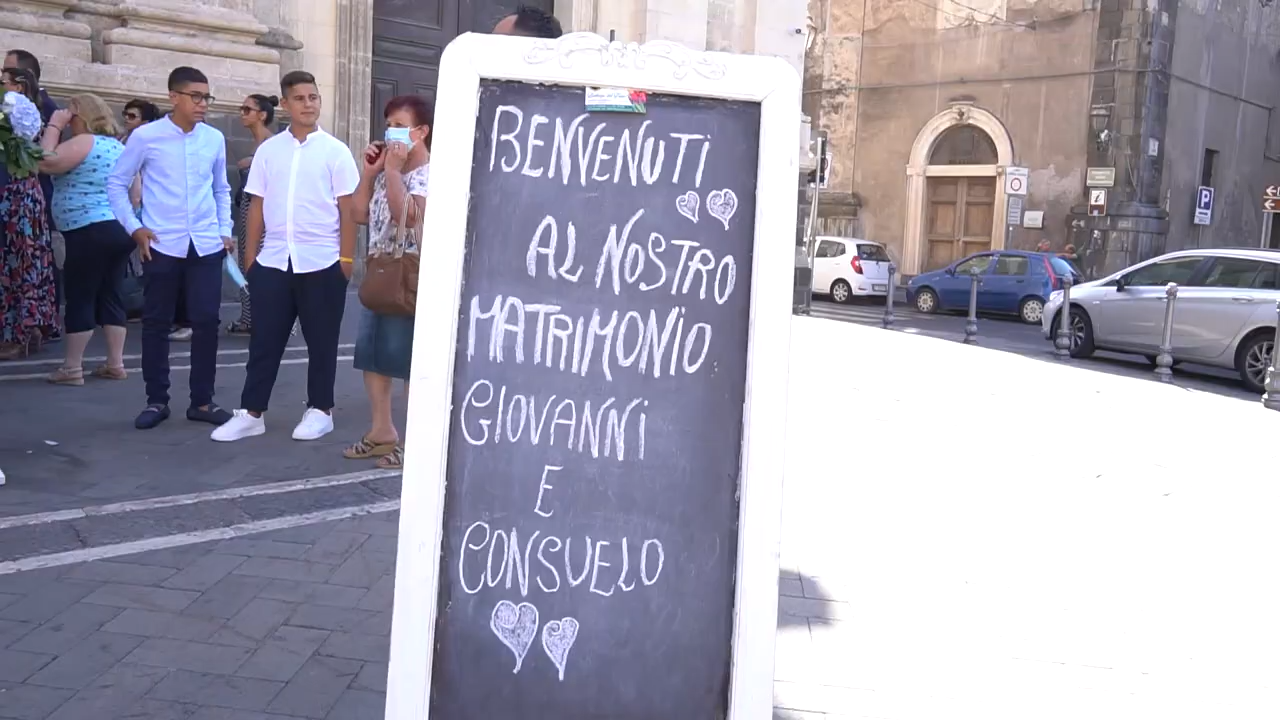 BENVENUTi
AL NOSTRO
MATRIMONiO
GIOVANNi
E
CONSUELO
P
i